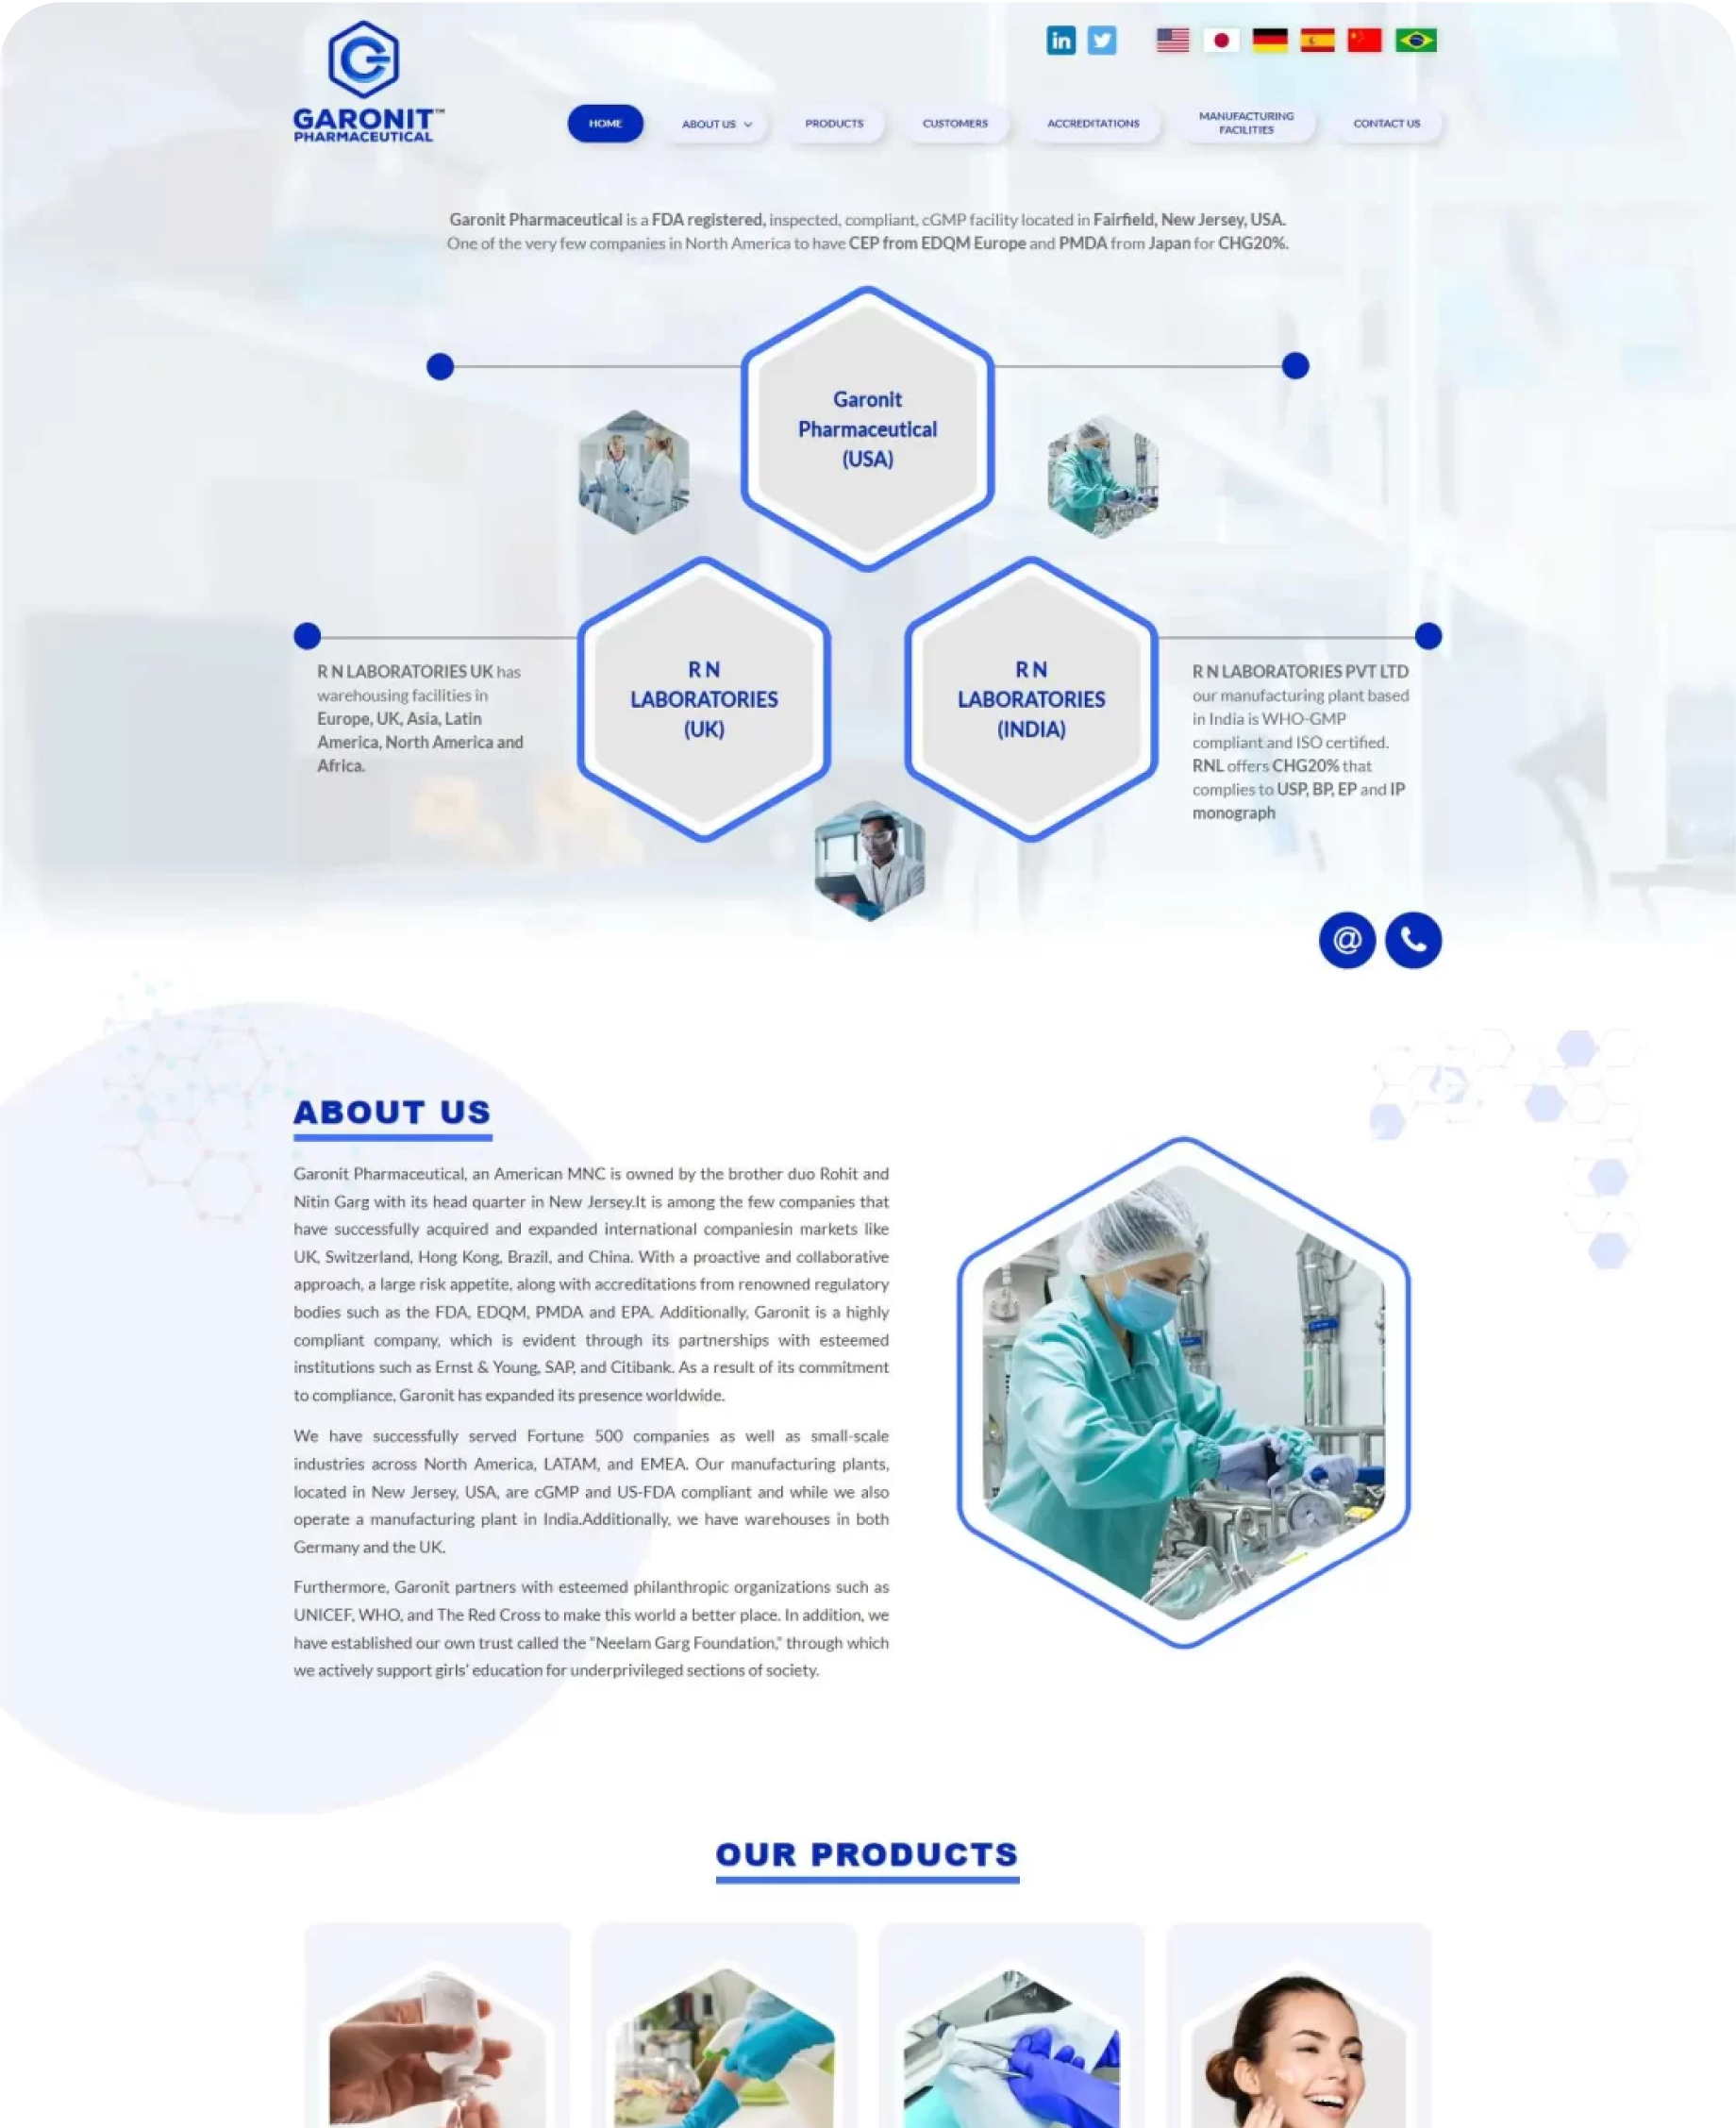 in
GARONIT™
PHARMACEUTICAL
HOME
ABOUT US
PRODUCTS
CUSTOMERS
ACCREDITATIONS
MANUFACTURING
FACILITIES
CONTACT US
Garonit Pharmaceutical is a FDA registered, inspected, compliant, cGMP facility located in Fairfield, New Jersey, USA.
One of the very few companies in North America to have CEP from EDQM Europe and PMDA from Japan for CHG20%.
Garonit
Pharmaceutical
(USA)
R N
LABORATORIES
(UK)
R N
LABORATORIES
(INDIA)
R N LABORATORIES UK has
warehousing facilities in
Europe, UK, Asia, Latin
America, North America and
Africa.
R N LABORATORIES PVT LTD
our manufacturing plant based
in India is WHO-GMP
compliant and ISO certified.
RNL offers CHG20% that
complies to USP, BP, EP and IP
monograph
@
ABOUT US
Garonit Pharmaceutical, an American MNC is owned by the brother duo Rohit and
Nitin Garg with its head quarter in New Jersey.It is among the few companies that
have successfully acquired and expanded international companiesin markets like
UK, Switzerland, Hong Kong, Brazil, and China. With a proactive and collaborative
approach, a large risk appetite, along with accreditations from renowned regulatory
bodies such as the FDA, EDQM, PMDA and EPA. Additionally, Garonit is a highly
compliant company, which is evident through its partnerships with esteemed
institutions such as Ernst & Young, SAP, and Citibank. As a result of its commitment
to compliance, Garonit has expanded its presence worldwide.
We have successfully served Fortune 500 companies as well as small-scale
industries across North America, LATAM, and EMEA. Our manufacturing plants,
located in New Jersey, USA, are cGMP and US-FDA compliant and while we also
operate a manufacturing plant in India.Additionally, we have warehouses in both
Germany and the UK.
Furthermore, Garonit partners with esteemed philanthropic organizations such as
UNICEF, WHO, and The Red Cross to make this world a better place. In addition, we
have established our own trust called the “Neelam Garg Foundation,” through which
we actively support girls’ education for underprivileged sections of society.
OUR PRODUCTS